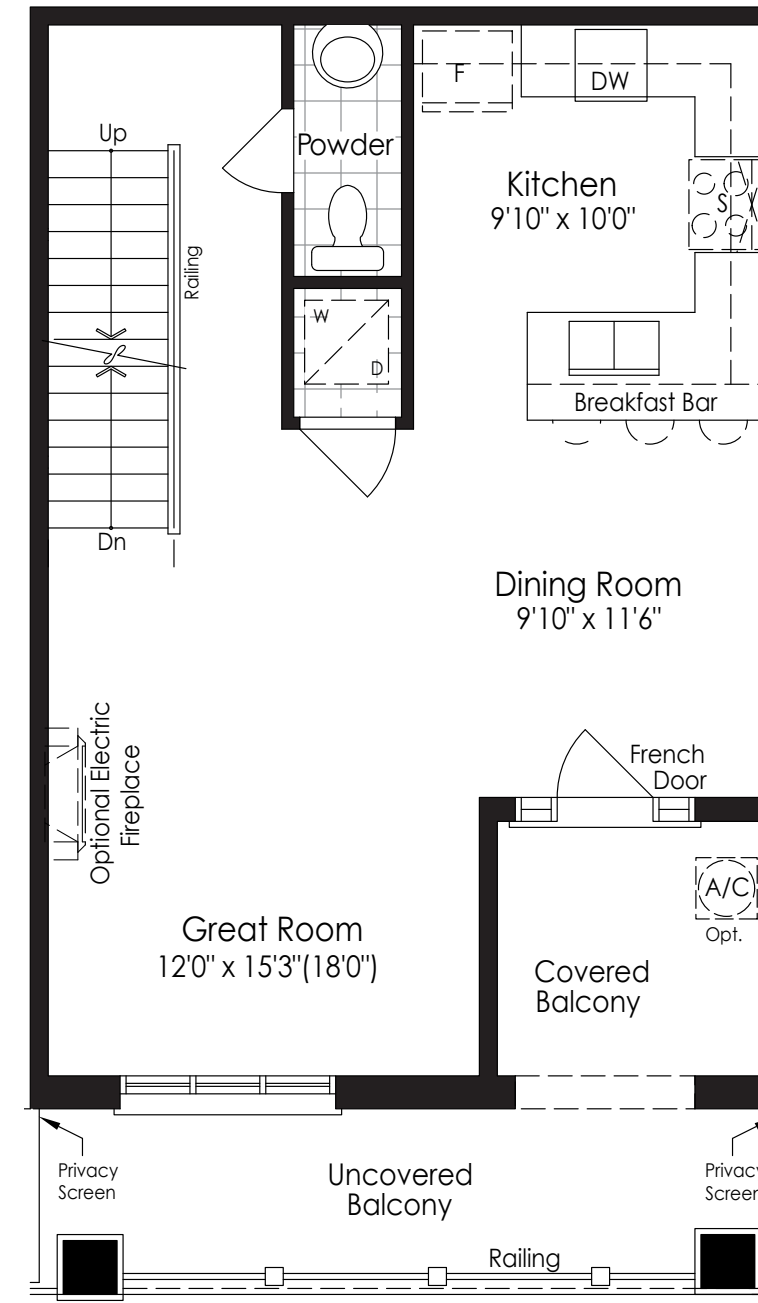 Up
Powder
F
DW
Kitchen
9'10" x 10'0"
S
Railing
W
D
Breakfast Bar
Dn
Dining Room
9'10" x 11'6"
Optional Electric
Fireplace
French
Door
A/C
Opt.
Great Room
12'0" x 15'3"(18'0")
Covered
Balcony
Privacy
Screen
Uncovered
Balcony
Privacy
Screen
Railing